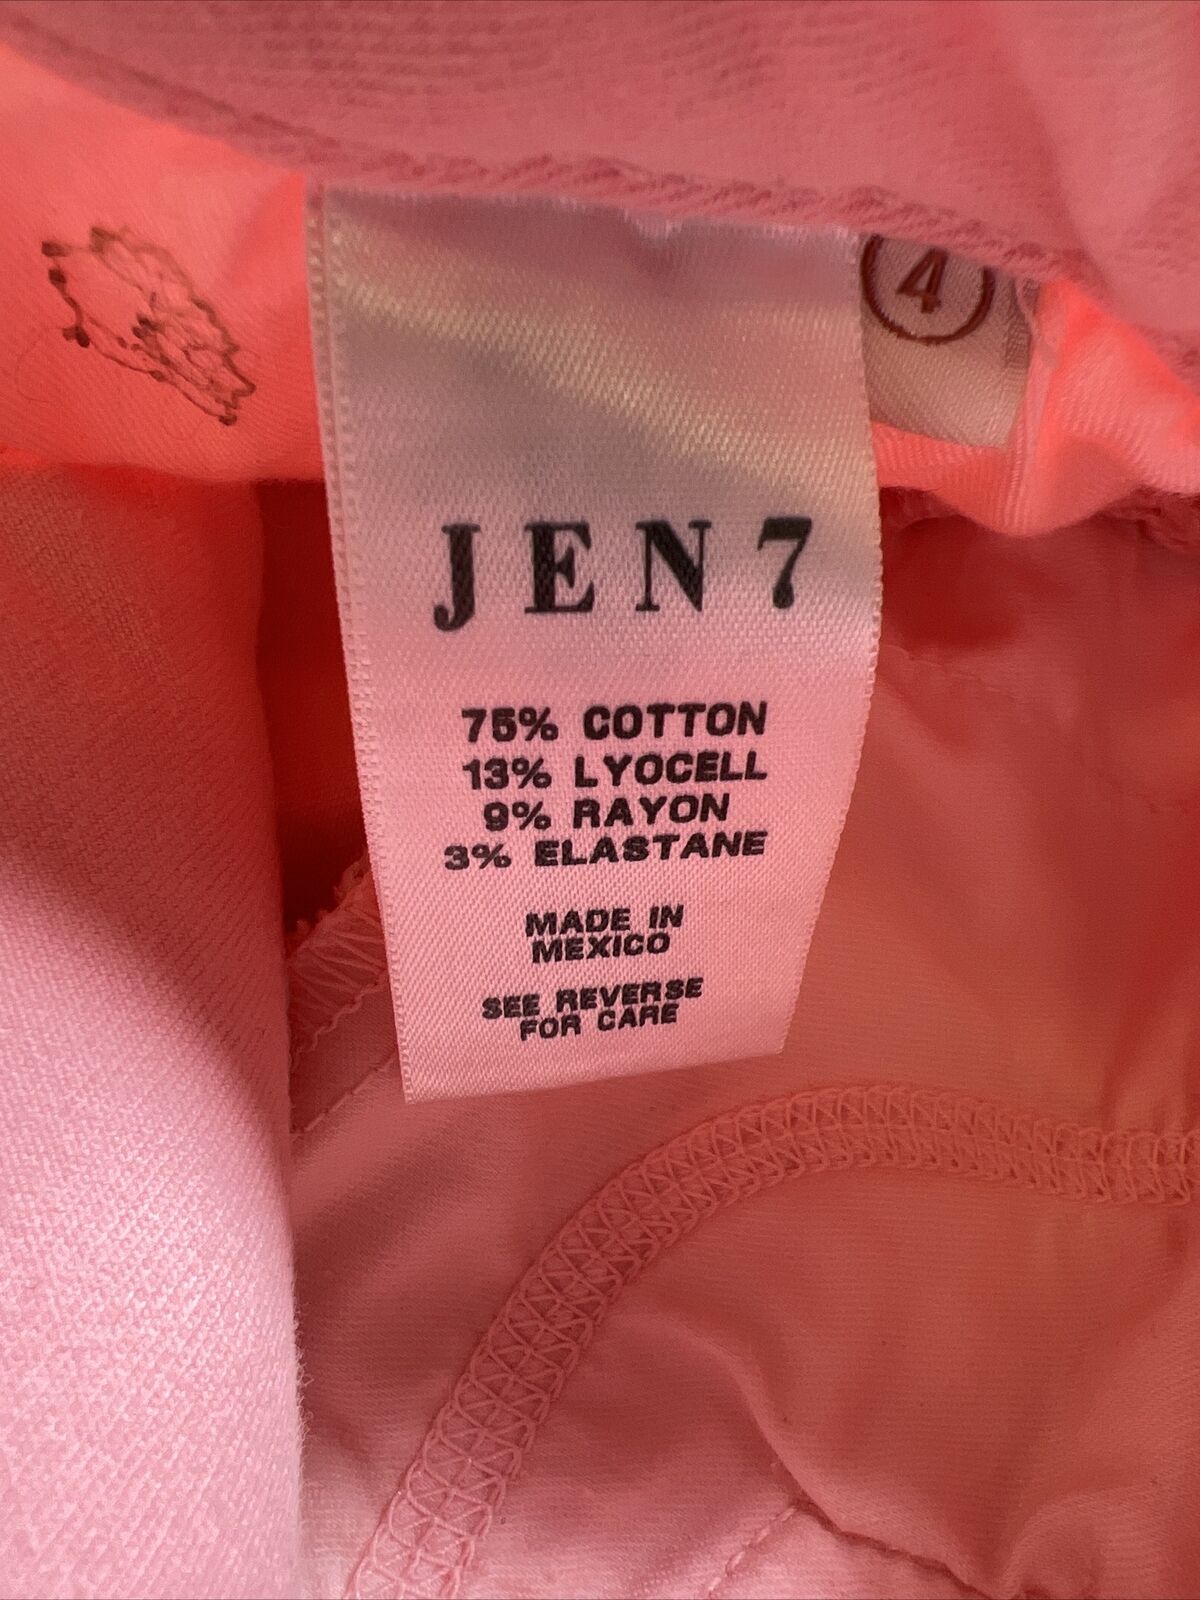 4
JEN7
75% COTTON
13% LYOCELL
9% RAYON
3% ELASTANE
MADE IN
MEXICO
SEE REVERSE
FOR CARE